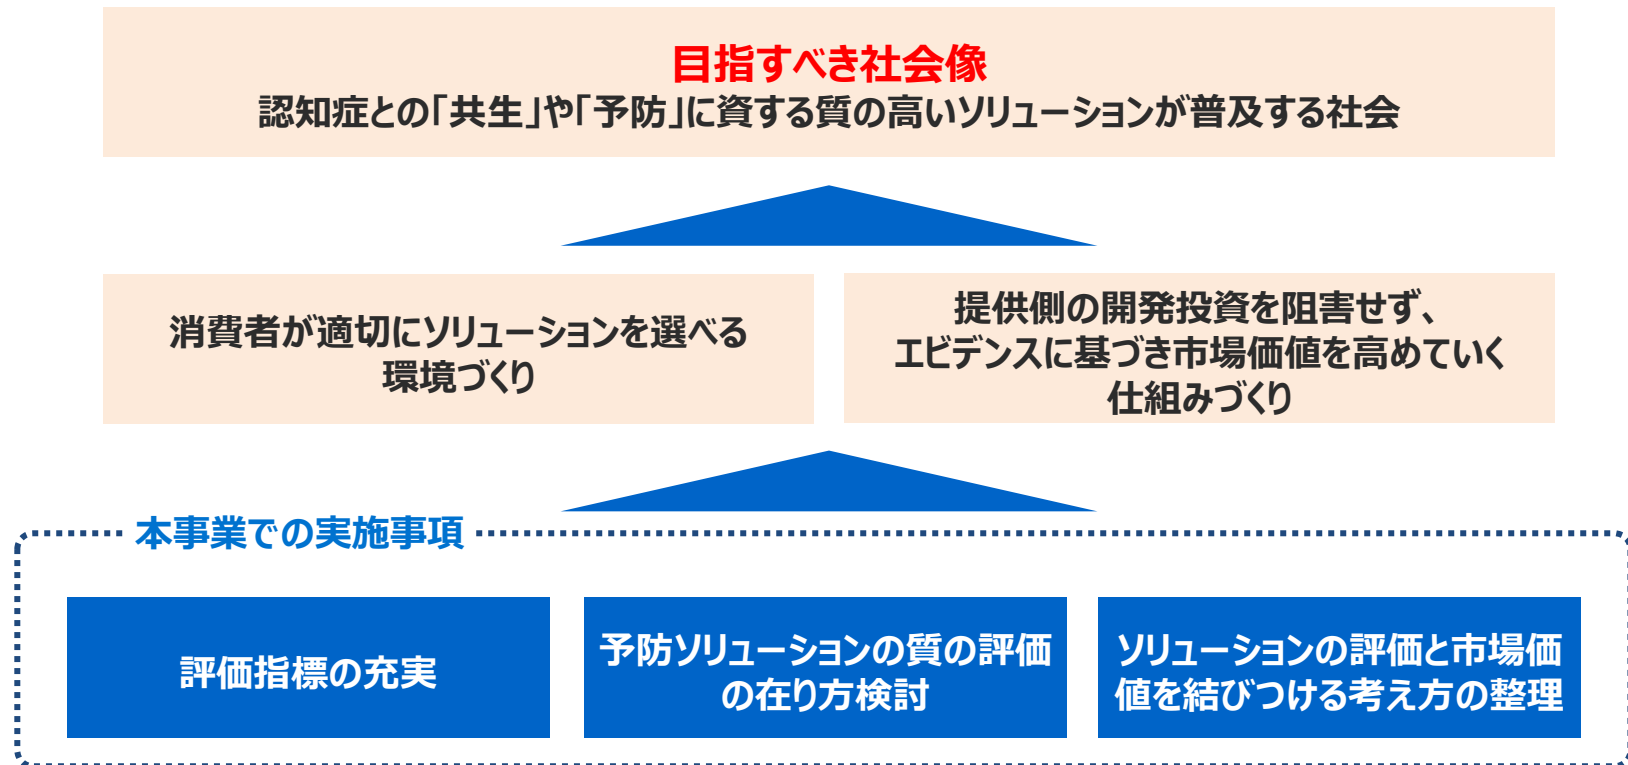 目指すべき社会像
認知症との「共生」や「予防」に資する質の高いソリューションが普及する社会
消費者が適切にソリューションを選べる
環境づくり
提供側の開発投資を阻害せず、
エビデンスに基づき市場価値を高めていく
仕組みづくり
本事業での実施事項
評価指標の充実
予防ソリューションの質の評価
の在り方検討
ソリューションの評価と市場価
値を結びつける考え方の整理